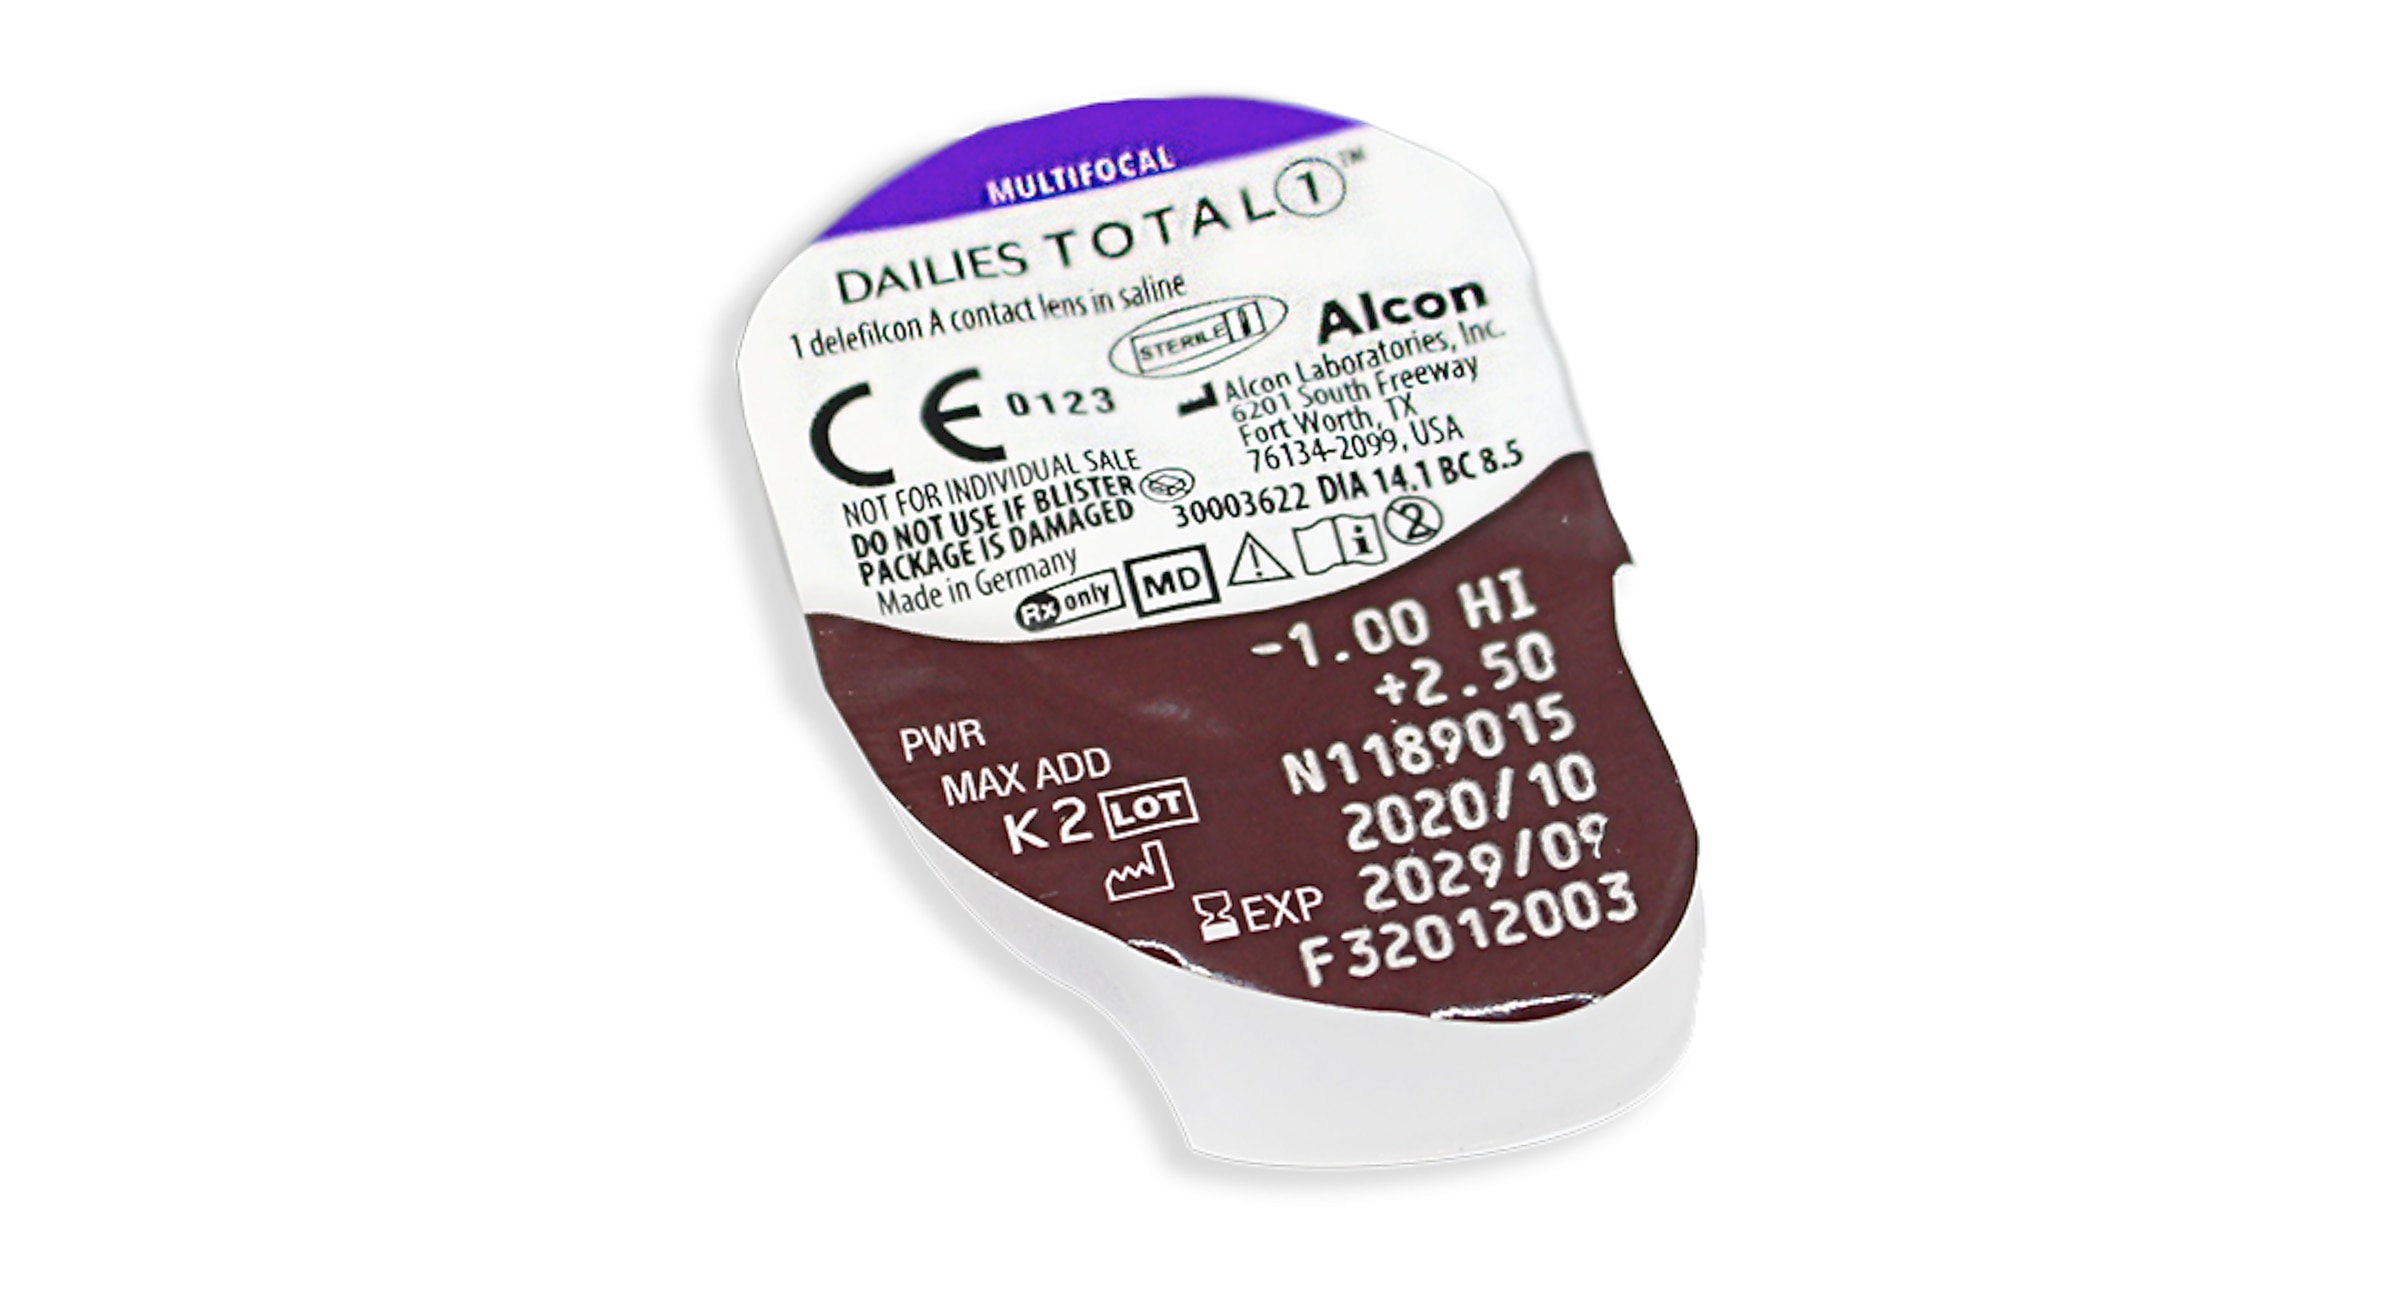 MULTIFOCAL
DAILIES TOTAL1™
1 delefilcon A contact lens in saline
STERILE
Alcon
CE 0123
Alcon Laboratories, Inc.
6201 South Freeway
Fort Worth, TX
76134-2099, USA
NOT FOR INDIVIDUAL SALE
DO NOT USE IF BLISTER
PACKAGE IS DAMAGED
30003622 DIA 14.1 BC 8.5
Made in Germany
Rx only MD
PWR -1.00 HI
MAX ADD +2.50
K2 LOT N1189015
2020/10
EXP 2029/09
F32012003